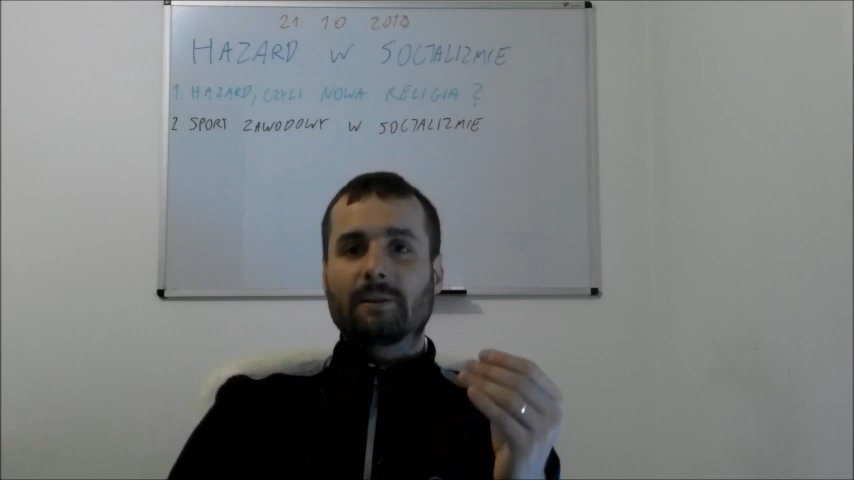 21 10 2013
HAZARD W SOCJALIZMIE
1. HAZARD, CZYLI NOWA RELIGIA?
2 SPORT ZAWODOWY W SOCJALIZMIE